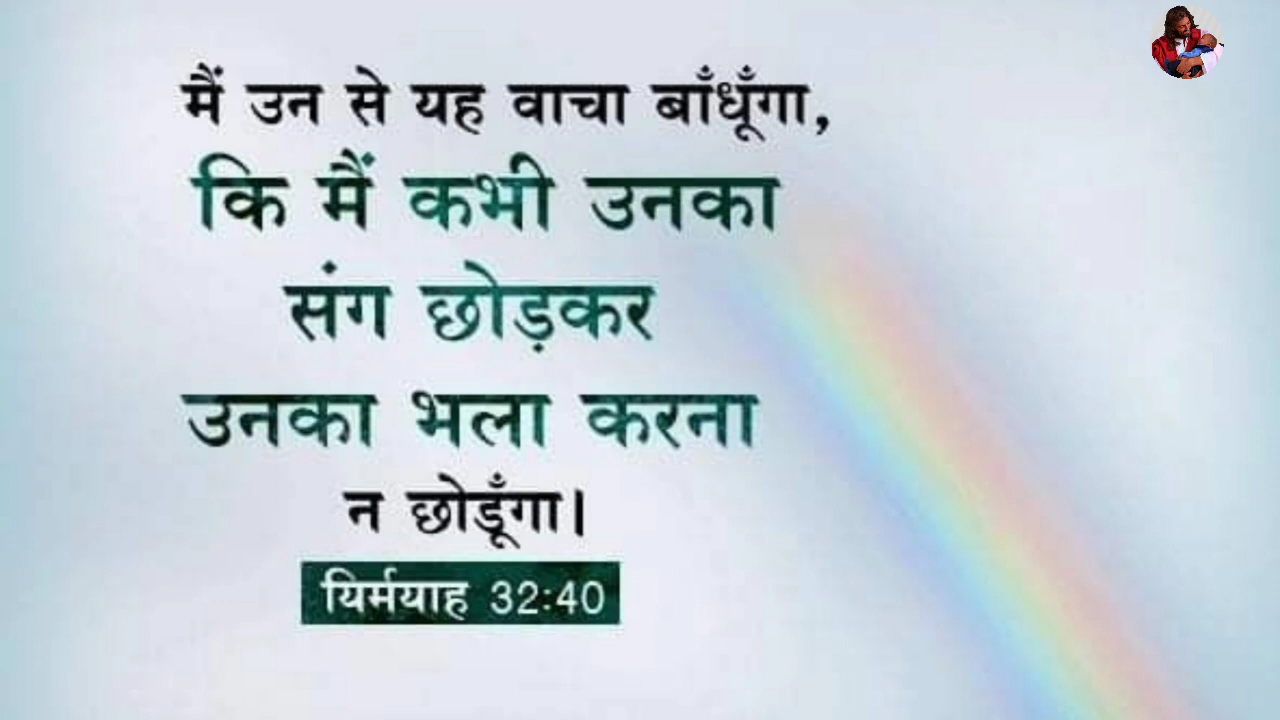 मैं उन से यह वाचा बाँधूँगा,
कि मैं कभी उनका
संग छोड़कर
उनका भला करना
न छोडूँगा।
यिर्मयाह 32:40